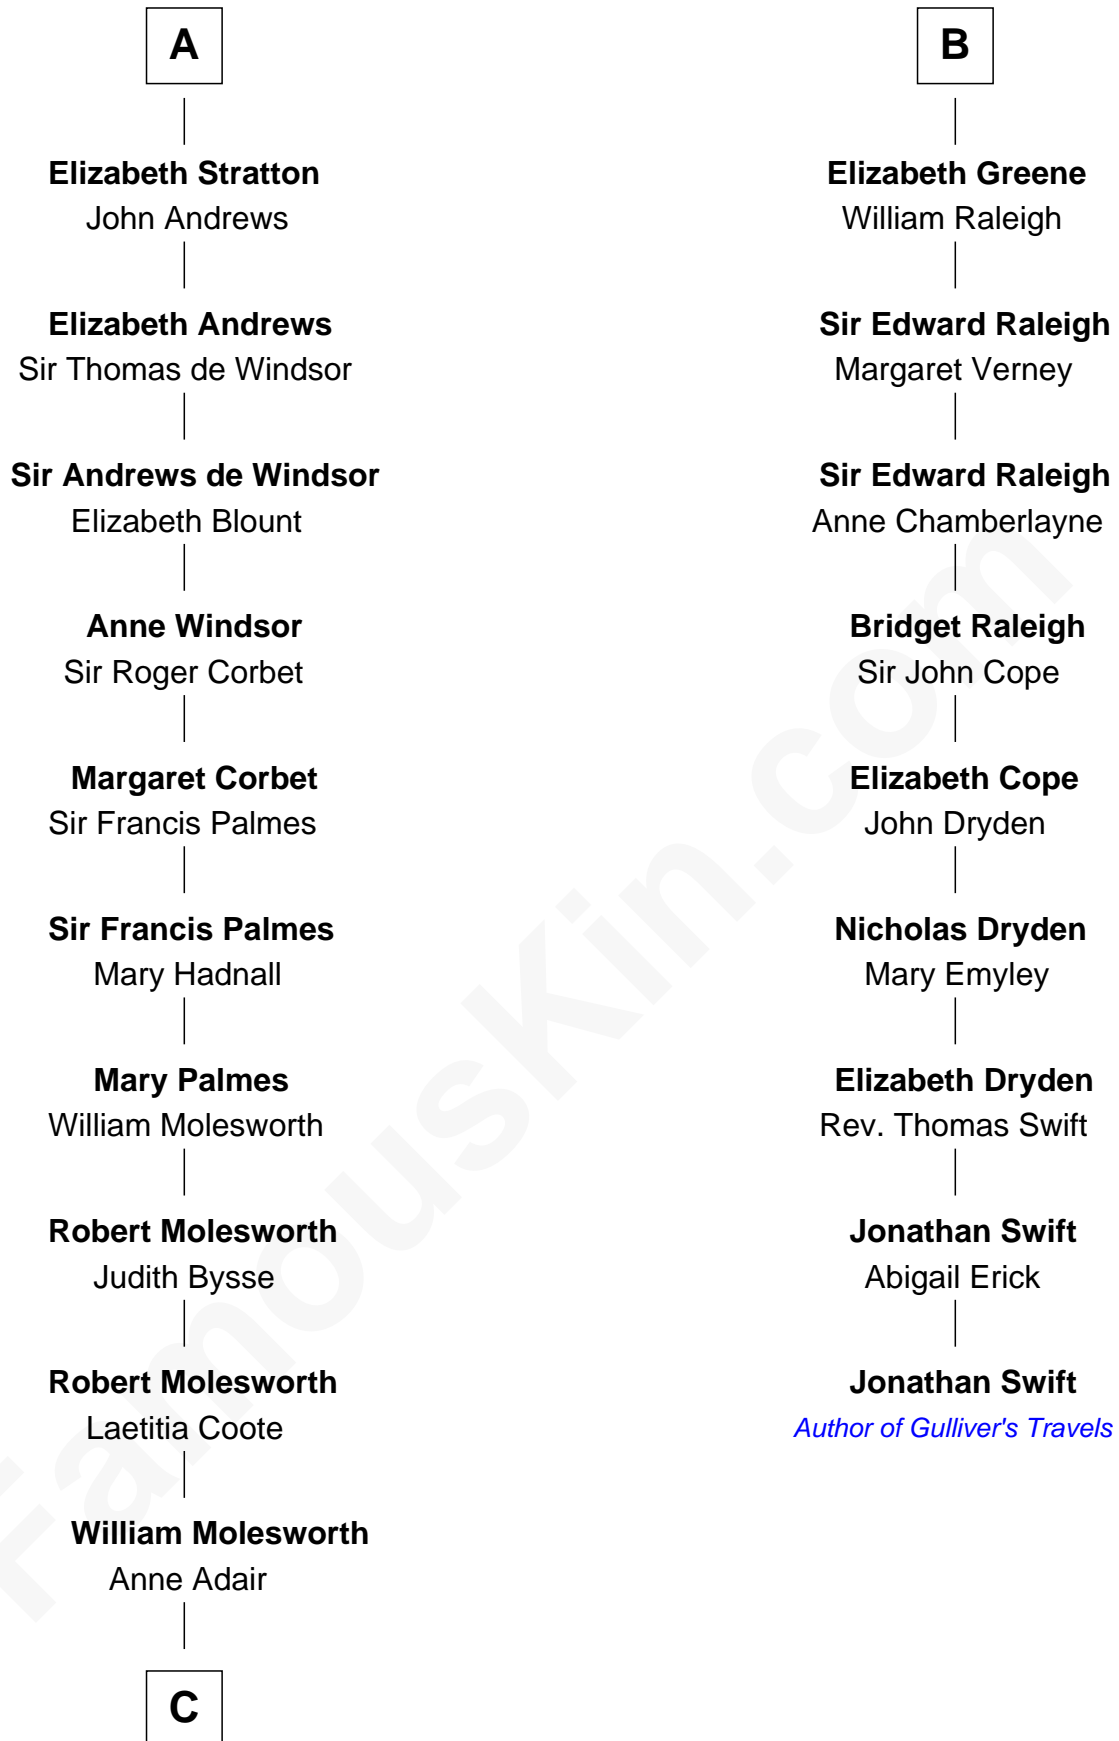 A
Elizabeth Stratton
John Andrews
Elizabeth Andrews
Sir Thomas de Windsor
Sir Andrews de Windsor
Elizabeth Blount
Anne Windsor
Sir Roger Corbet
Margaret Corbet
Sir Francis Palmes
Sir Francis Palmes
Mary Hadnall
Mary Palmes
William Molesworth
Robert Molesworth
Judith Bysse
Robert Molesworth
Laetitia Coote
William Molesworth
Anne Adair
C
B
Elizabeth Greene
William Raleigh
Sir Edward Raleigh
Margaret Verney
Sir Edward Raleigh
Anne Chamberlayne
Bridget Raleigh
Sir John Cope
Elizabeth Cope
John Dryden
Nicholas Dryden
Mary Emyley
Elizabeth Dryden
Rev. Thomas Swift
Jonathan Swift
Abigail Erick
Jonathan Swift
Author of Gulliver's Travels
FamousKin.com